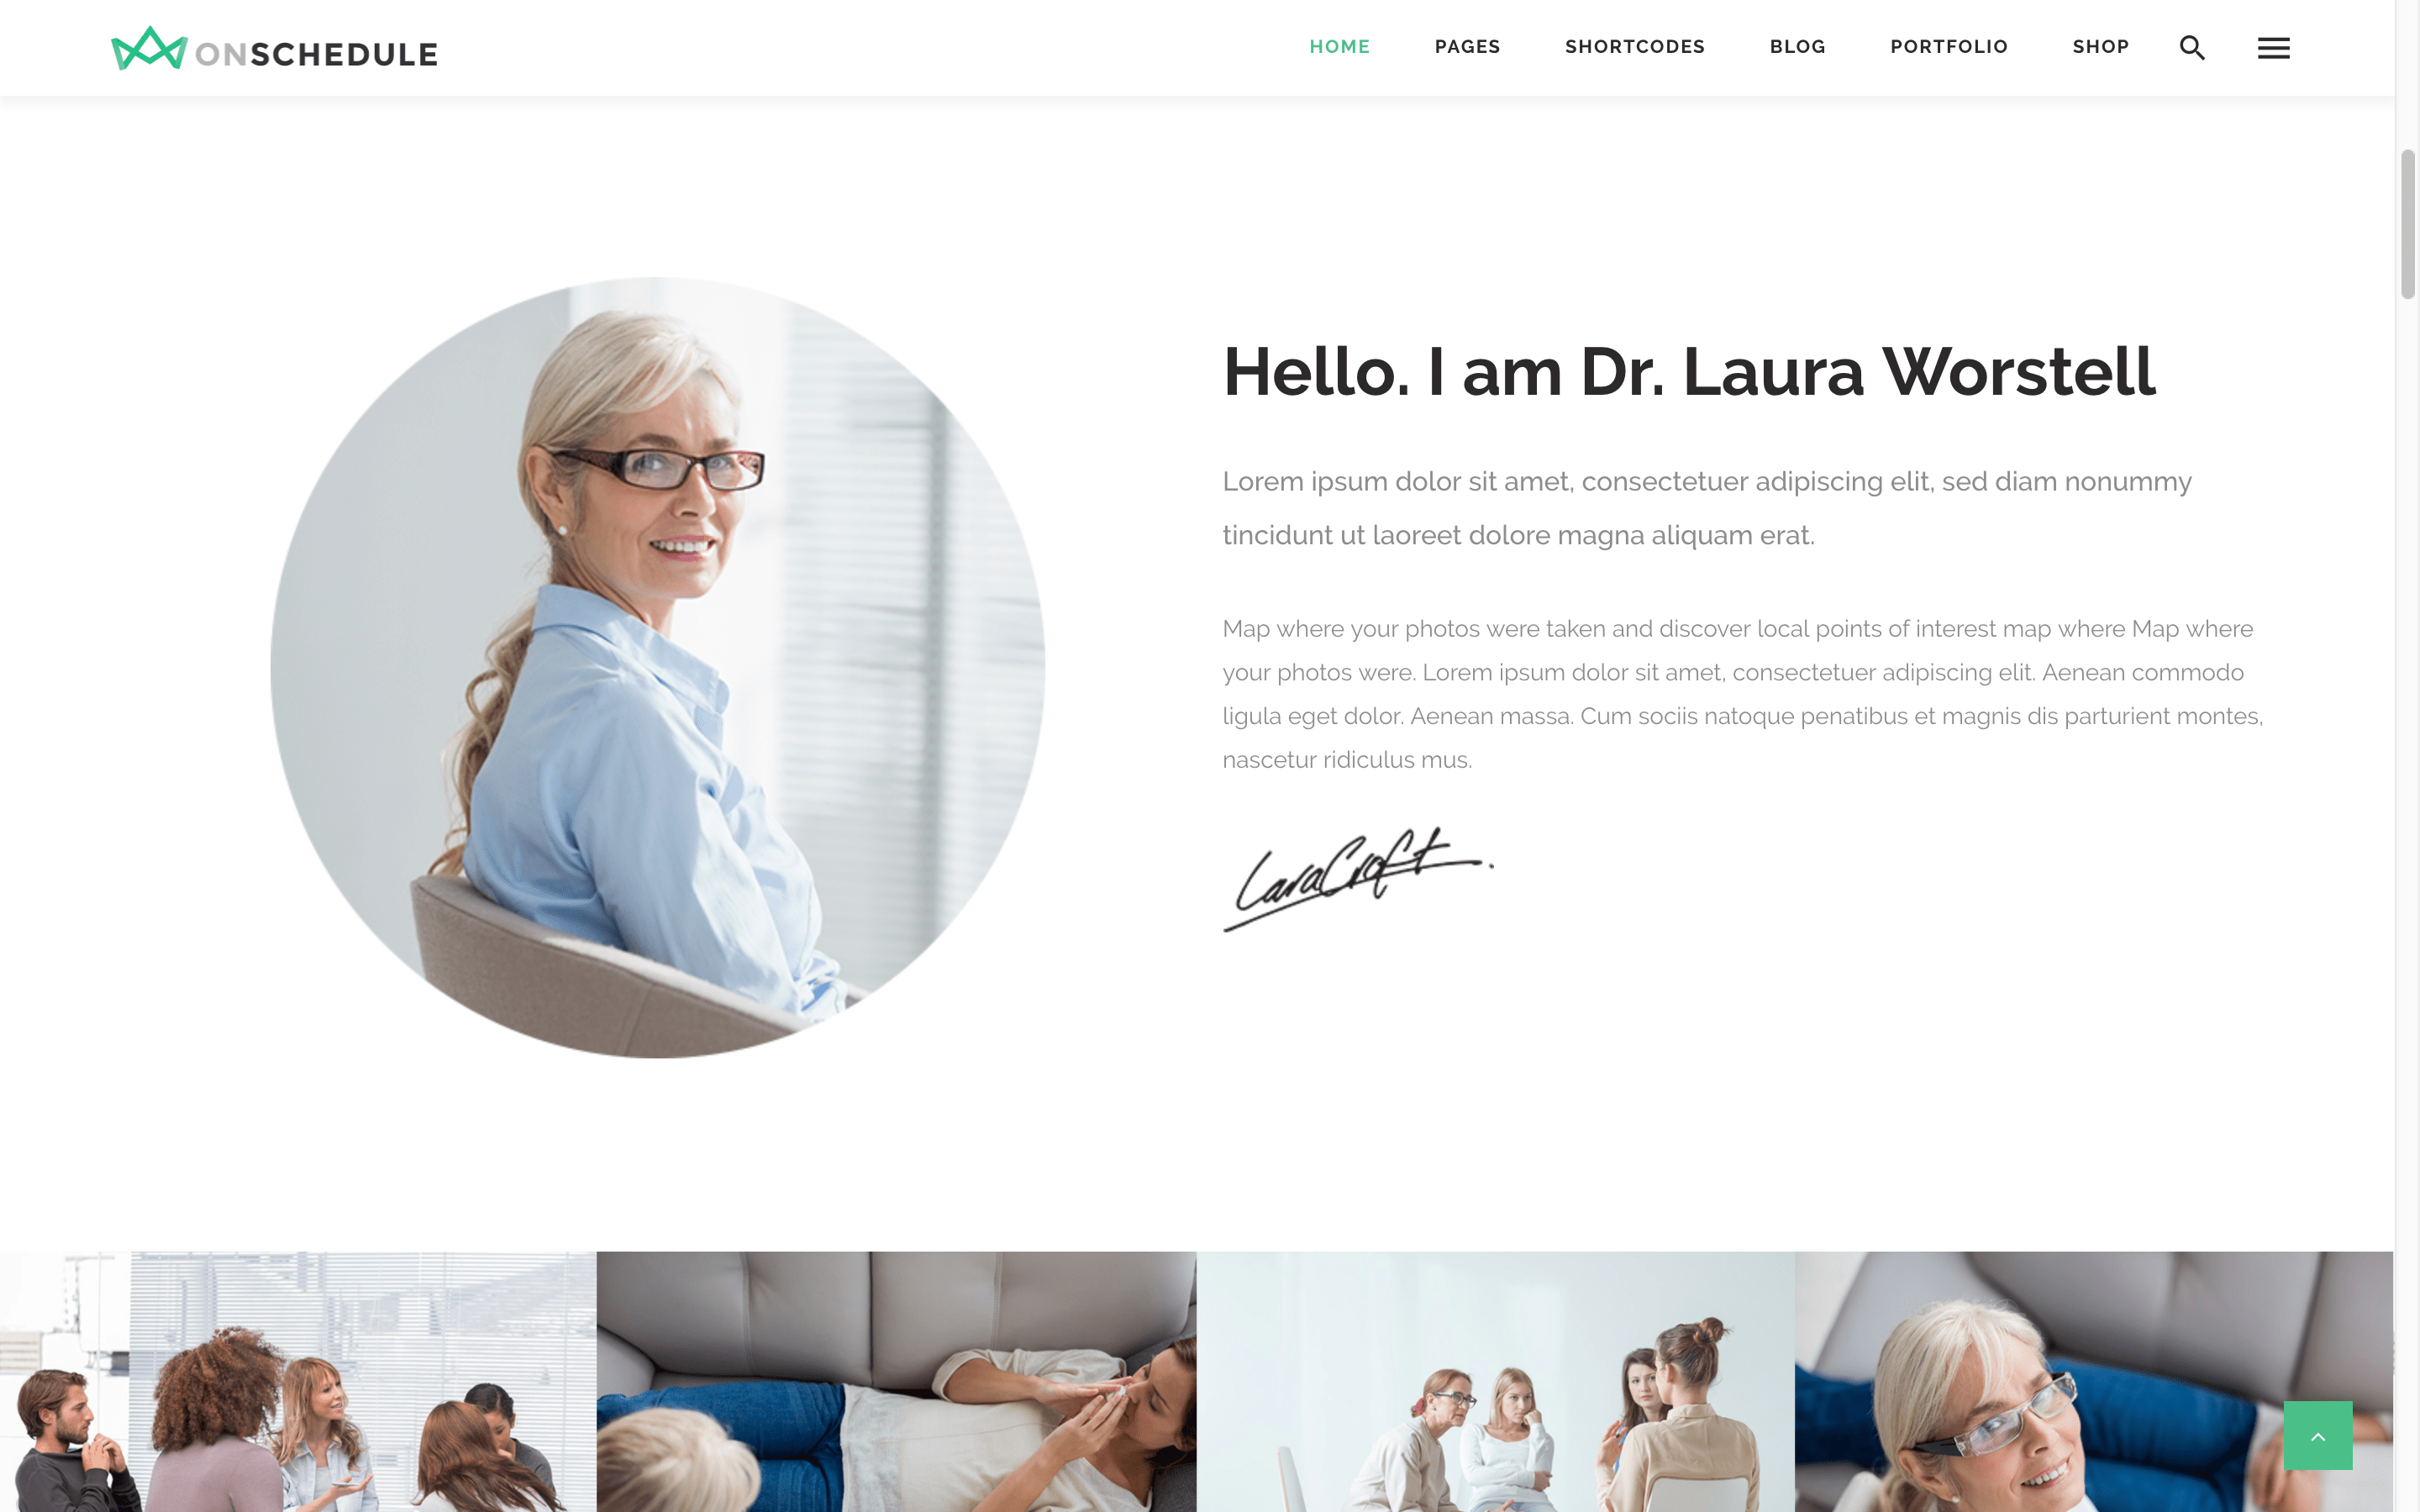 ONSCHEDULE
HOME PAGES SHORTCODES BLOG PORTFOLIO SHOP
Hello. I am Dr. Laura Worstell
Lorem ipsum dolor sit amet, consectetuer adipiscing elit, sed diam nonummy
tincidunt ut laoreet dolore magna aliquam erat.
Map where your photos were taken and discover local points of interest map where Map where
your photos were. Lorem ipsum dolor sit amet, consectetuer adipiscing elit. Aenean commodo
ligula eget dolor. Aenean massa. Cum sociis natoque penatibus et magnis dis parturient montes,
nascetur ridiculus mus.
Lara Croft.